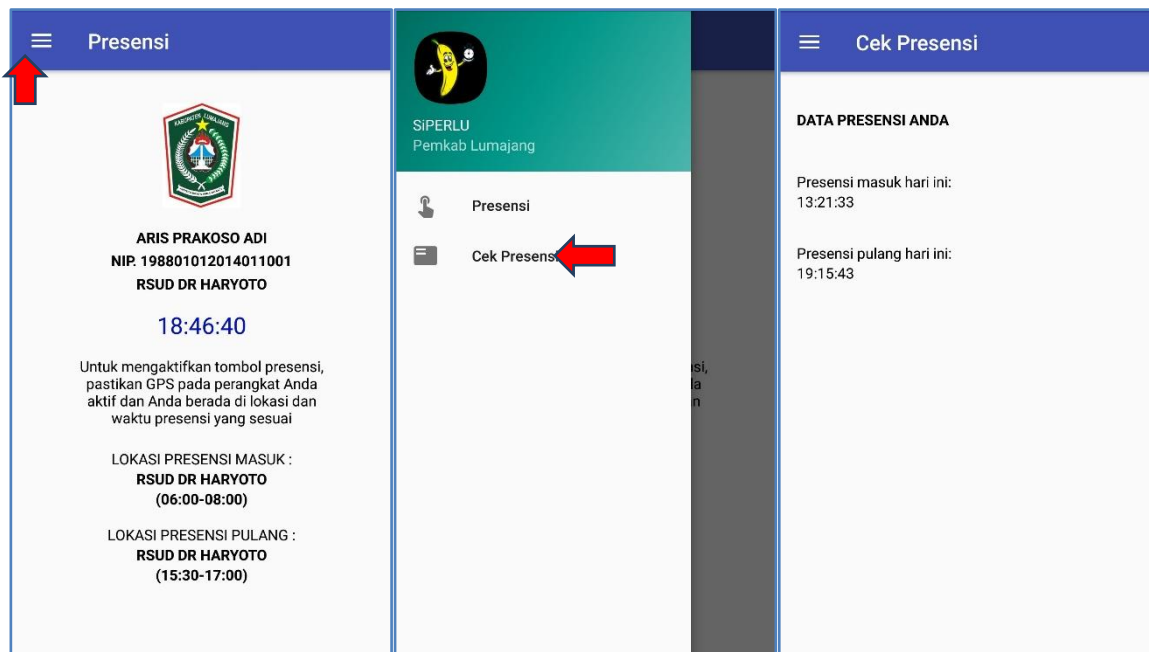 Presensi
KABUPATEN LUMAJANG
ARIS PRAKOSO ADI
NIP. 198801012014011001
RSUD DR HARYOTO
18:46:40
Untuk mengaktifkan tombol presensi,
pastikan GPS pada perangkat Anda
aktif dan Anda berada di lokasi dan
waktu presensi yang sesuai
LOKASI PRESENSI MASUK :
RSUD DR HARYOTO
(06:00-08:00)
LOKASI PRESENSI PULANG :
RSUD DR HARYOTO
(15:30-17:00)
SiPERLU
Pemkab Lumajang
Presensi
Cek Presensi
Cek Presensi
DATA PRESENSI ANDA
Presensi masuk hari ini:
13:21:33
Presensi pulang hari ini:
19:15:43